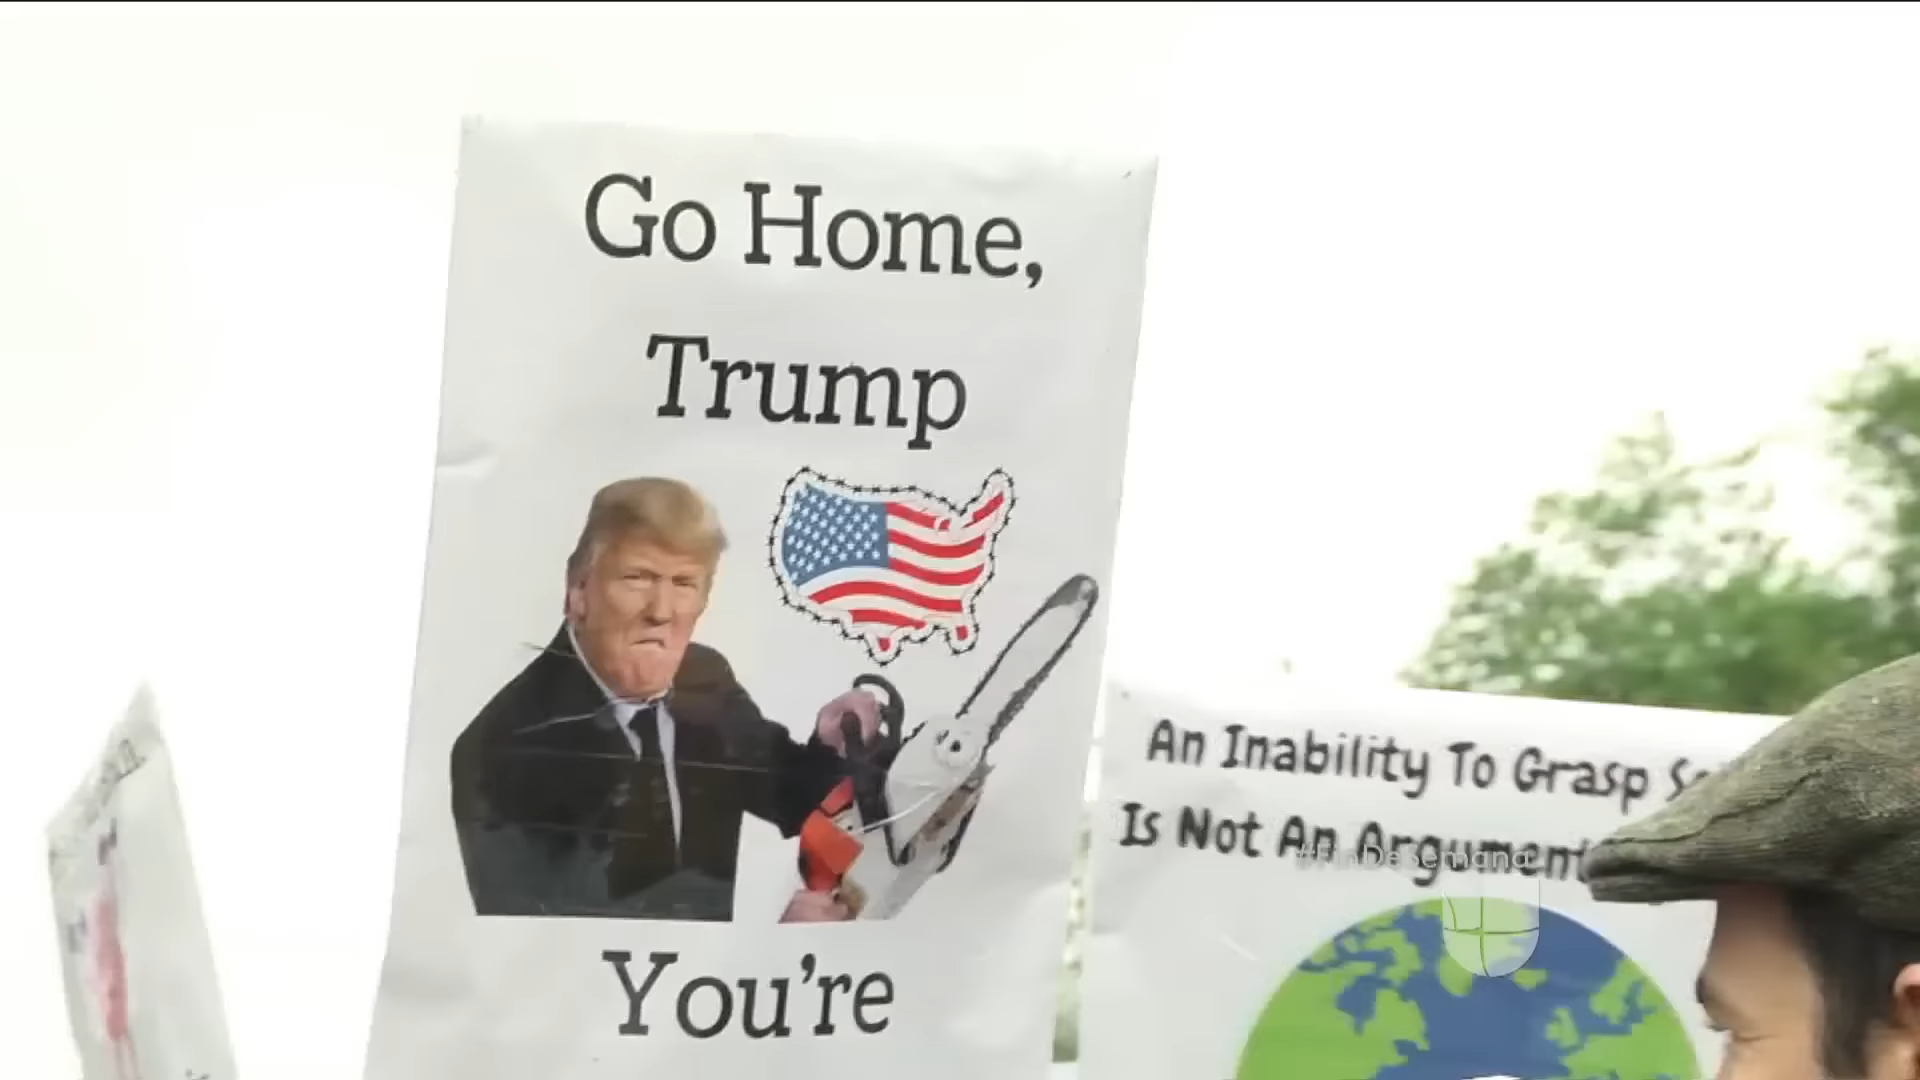 Go Home,
Trump
You're
An Inability To Grasp
Is Not An Argument
#FinDeSemana